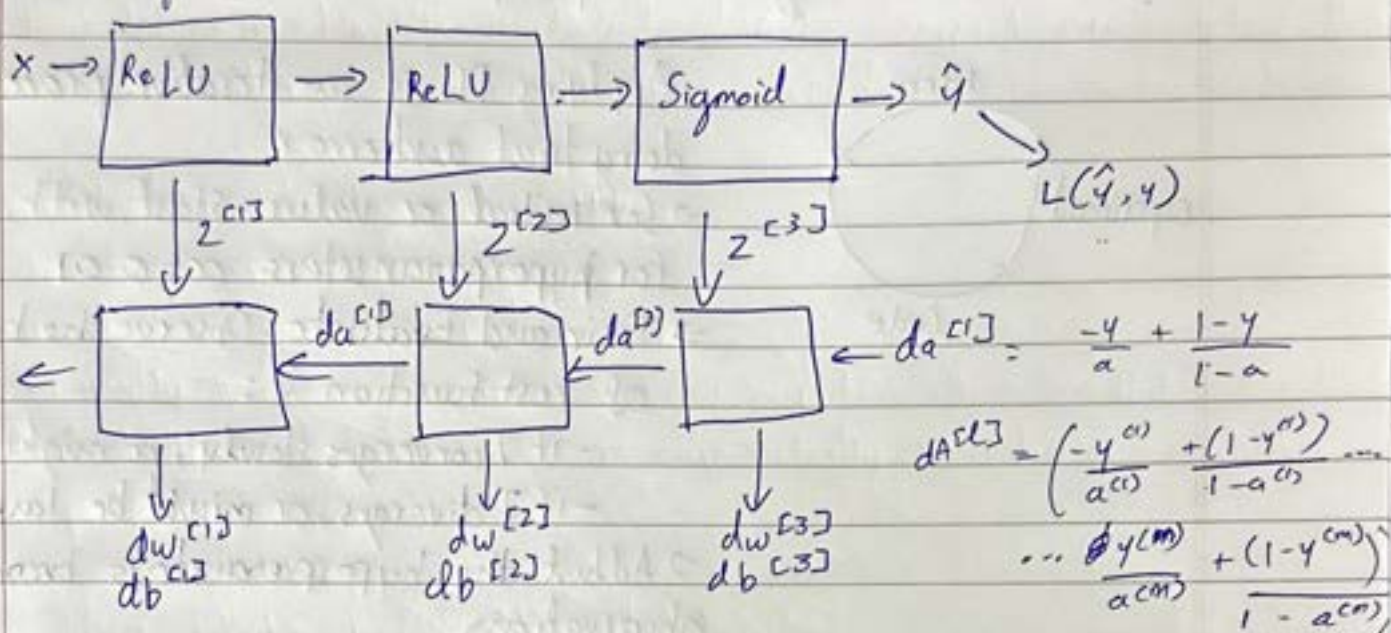 x → ReLU → ReLU → Sigmoid → ŷ
L(ŷ, y)
z^[1] z^[2] z^[3]
← da^[1] ← da^[2] ← da^[1] = -y/a + (1-y)/(1-a)
dA^[l] = (-y^(1)/a^(1) + (1-y^(1))/(1-a^(1)) ....
... y^(m)/a^(m) + (1-y^(m))/(1-a^(m)))
dw^[1] dw^[2] dw^[3]
db^[1] db^[2] db^[3]